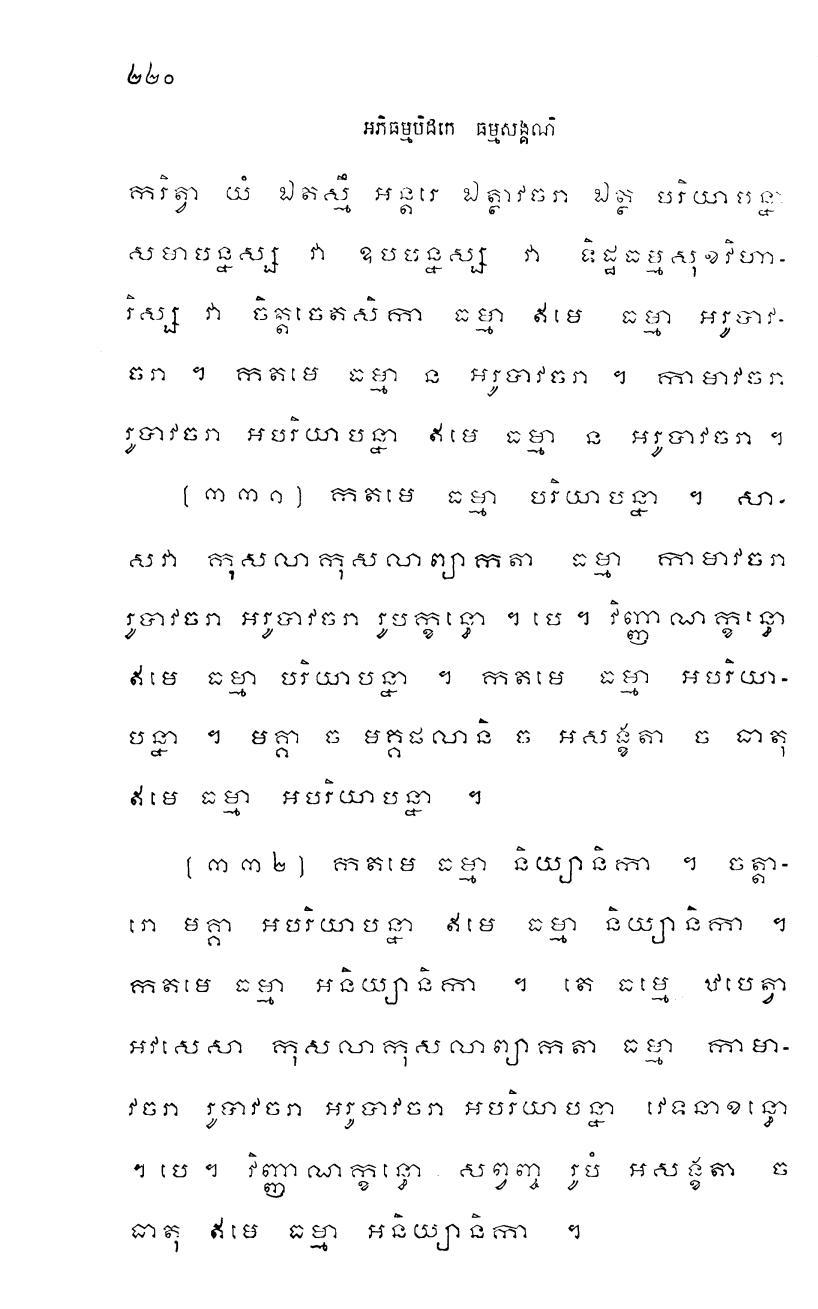 ២២០
អភិធម្មបិដកេ ធម្មសង្គណិ
ករិត្វា យំ ឯតស្មឹ អន្តរេ ឯត្ថាវចរា ឯត្ថ បរិយាបន្នា
សមាបន្នស្ស វា ឧបបន្នស្ស វា ទិដ្ឋធម្មសុខវិហា-
រិស្ស វា ចិត្តចេតសិកា ធម្មា ឥមេ ធម្មា អរូបាវ-
ចរា ។ កតមេ ធម្មា ន អរូបាវចរា ។ កាមាវចរា
រូបាវចរា អបរិយាបន្នា ឥមេ ធម្មា ន អរូបាវចរា ។
(៣៣១) កតមេ ធម្មា បរិយាបន្នា ។ សា-
សវា កុសលាកុសលាព្យាកតា ធម្មា កាមាវចរា
រូបាវចរា អរូបាវចរា រូបក្ខន្ធោ ។ បេ ។ វិញ្ញាណក្ខន្ធោ
ឥមេ ធម្មា បរិយាបន្នា ។ កតមេ ធម្មា អបរិយា-
បន្នា ។ មគ្គា ច មគ្គផលានិ ច អសង្ខតា ច ធាតុ
ឥមេ ធម្មា អបរិយាបន្នា ។
(៣៣២) កតមេ ធម្មា និយ្យានិកា ។ ចត្តា-
រោ មគ្គា អបរិយាបន្នា ឥមេ ធម្មា និយ្យានិកា ។
កតមេ ធម្មា អនិយ្យានិកា ។ តេ ធម្មេ ឋបេត្វា
អវសេសា កុសលាកុសលាព្យាកតា ធម្មា កាមា-
វចរា រូបាវចរា អរូបាវចរា អបរិយាបន្នា វេទនាខន្ធោ
។ បេ ។ វិញ្ញាណក្ខន្ធោ សព្វញ្ច រូបំ អសង្ខតា ច
ធាតុ ឥមេ ធម្មា អនិយ្យានិកា ។